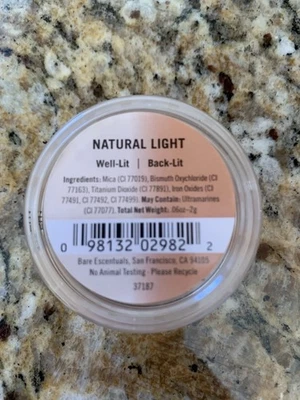 NATURAL LIGHT
Well-Lit | Back-Lit
Ingredients: Mica (CI 77019), Bismuth Oxychloride (CI
77163), Titanium Dioxide (CI 77891), Iron Oxides (CI
77491, CI 77492, CI 77499). May Contain: Ultramarines
(CI 77077). Total Net Weight: .06oz-2g
0 98132 02982 2
Bare Escentuals, San Francisco, CA 94105
No Animal Testing · Please Recycle
37187